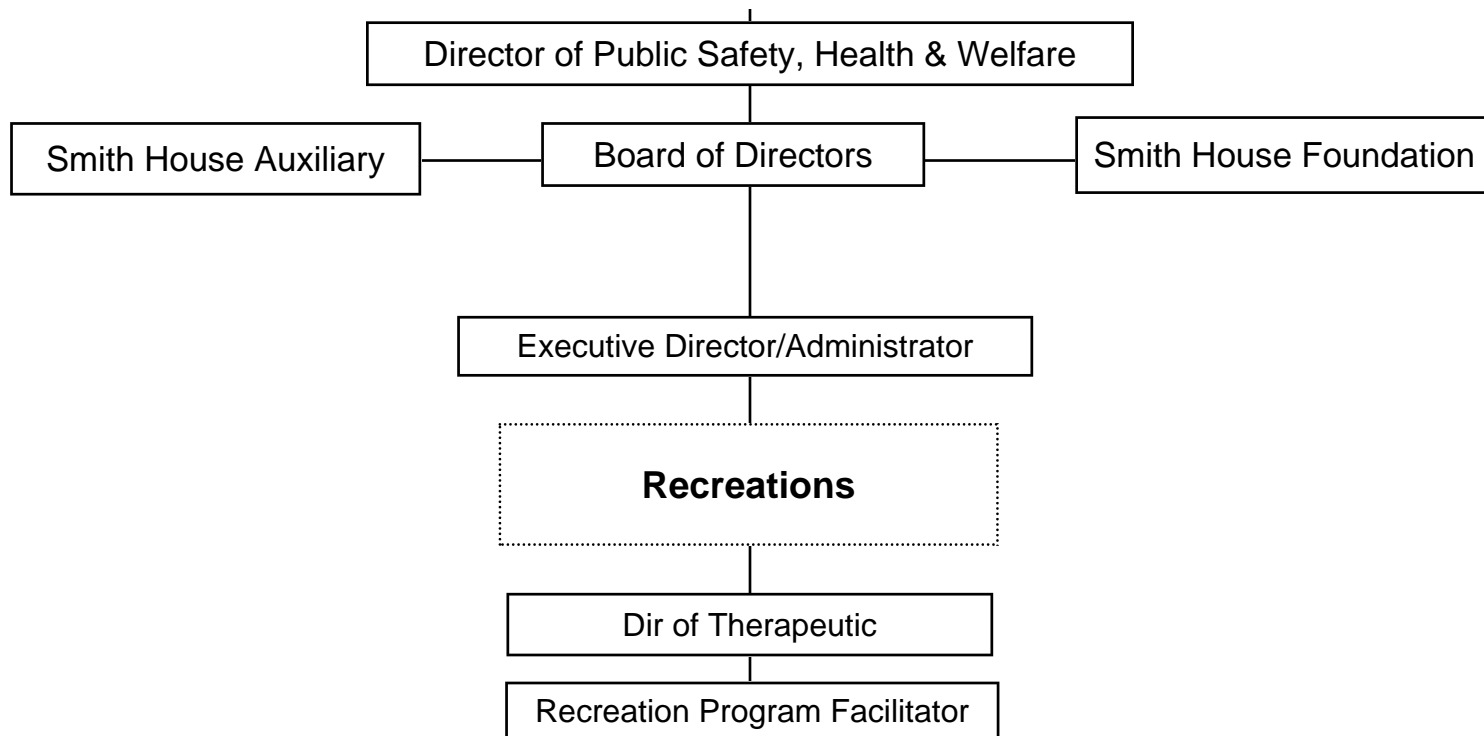 Director of Public Safety, Health & Welfare
Smith House Auxiliary
Board of Directors
Smith House Foundation
Executive Director/Administrator
Recreations
Dir of Therapeutic
Recreation Program Facilitator